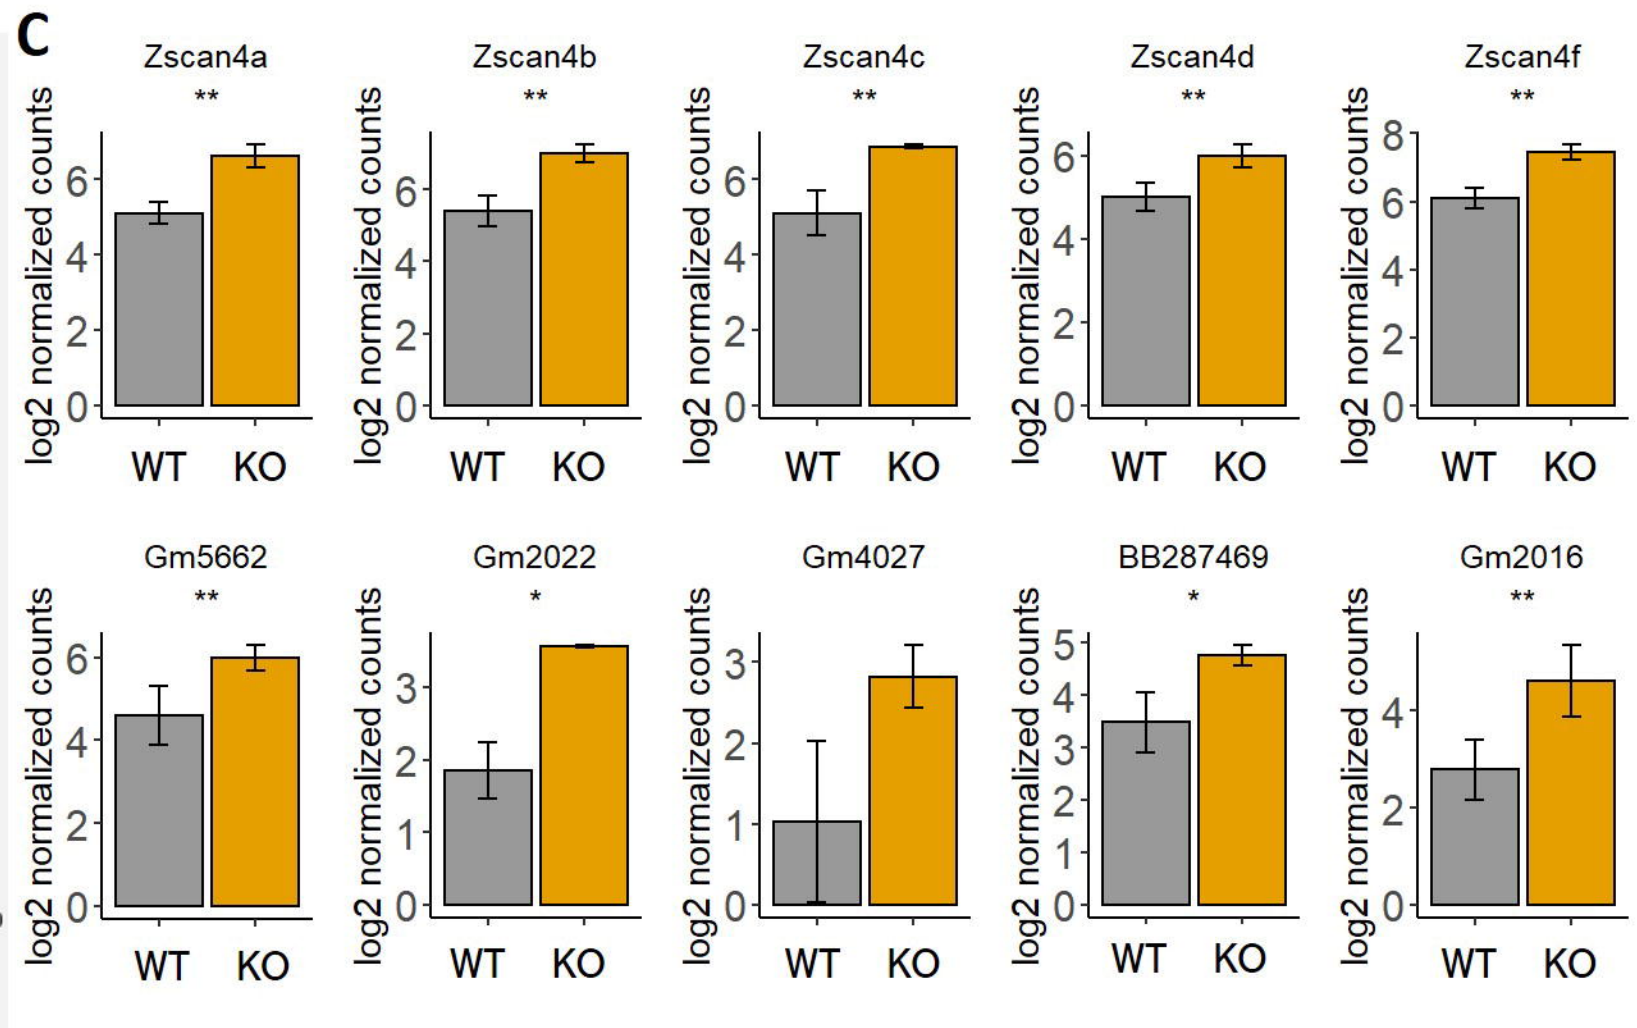 C
Zscan4a
**
log2 normalized counts
6
4
2
0
WT KO
Zscan4b
**
log2 normalized counts
6
4
2
0
WT KO
Zscan4c
**
log2 normalized counts
6
4
2
0
WT KO
Zscan4d
**
log2 normalized counts
6
4
2
0
WT KO
Zscan4f
**
log2 normalized counts
8
6
4
2
0
WT KO
Gm5662
**
log2 normalized counts
6
4
2
0
WT KO
Gm2022
*
log2 normalized counts
3
2
1
0
WT KO
Gm4027
log2 normalized counts
3
2
1
0
WT KO
BB287469
*
log2 normalized counts
5
4
3
2
1
0
WT KO
Gm2016
**
log2 normalized counts
4
2
0
WT KO